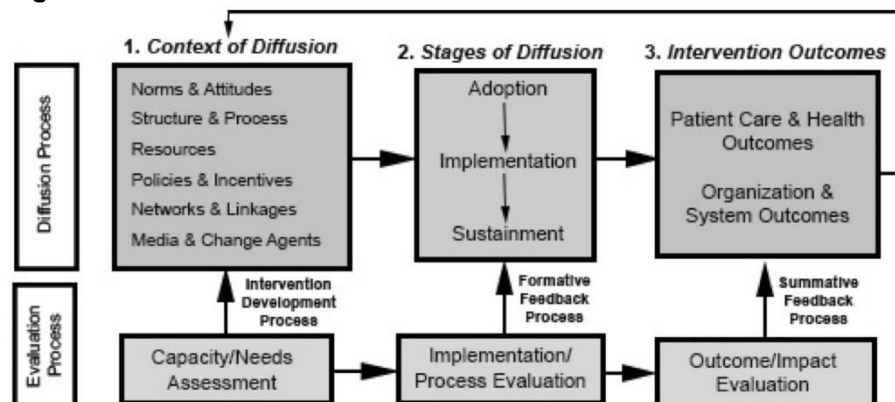 1. Context of Diffusion
2. Stages of Diffusion
3. Intervention Outcomes
Diffusion Process
Norms & Attitudes
Structure & Process
Resources
Policies & Incentives
Networks & Linkages
Media & Change Agents
Adoption
Implementation
Sustainment
Patient Care & Health
Outcomes
Organization &
System Outcomes
Intervention
Development
Process
Formative
Feedback
Process
Summative
Feedback
Process
Evaluation
Process
Capacity/Needs
Assessment
Implementation/
Process Evaluation
Outcome/Impact
Evaluation